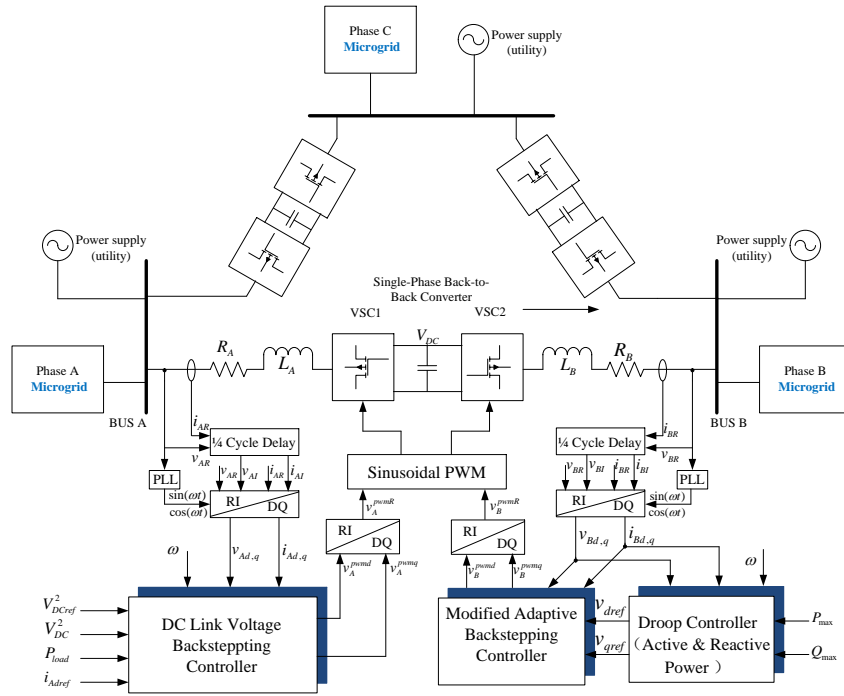 Phase C
Microgrid
Power supply
(utility)
Power supply
(utility)
Power supply
(utility)
Single-Phase Back-to-
Back Converter
VSC1
VSC2
V_DC
R_A
L_A
L_B
R_B
Phase A
Microgrid
Phase B
Microgrid
BUS A
BUS B
i_AR
v_AR
¼ Cycle Delay
v_AR v_AI i_AR i_AI
PLL
sin(ωt)
cos(ωt)
RI
DQ
v_Ad,q
i_Ad,q
ω
Sinusoidal PWM
v_A^pwmR
v_B^pwmR
RI
DQ
RI
DQ
v_A^pwmd
v_A^pwmq
v_B^pwmd
v_B^pwmq
i_BR
v_BR
¼ Cycle Delay
v_BR v_BI i_BR i_BI
PLL
sin(ωt)
cos(ωt)
RI
DQ
v_Bd,q
i_Bd,q
ω
V²_DCref
V²_DC
P_load
i_Adref
DC Link Voltage
Backsteppting
Controller
Modified Adaptive
Backstepping
Controller
v_dref
v_qref
Droop Controller
（Active & Reactive
Power ）
P_max
Q_max